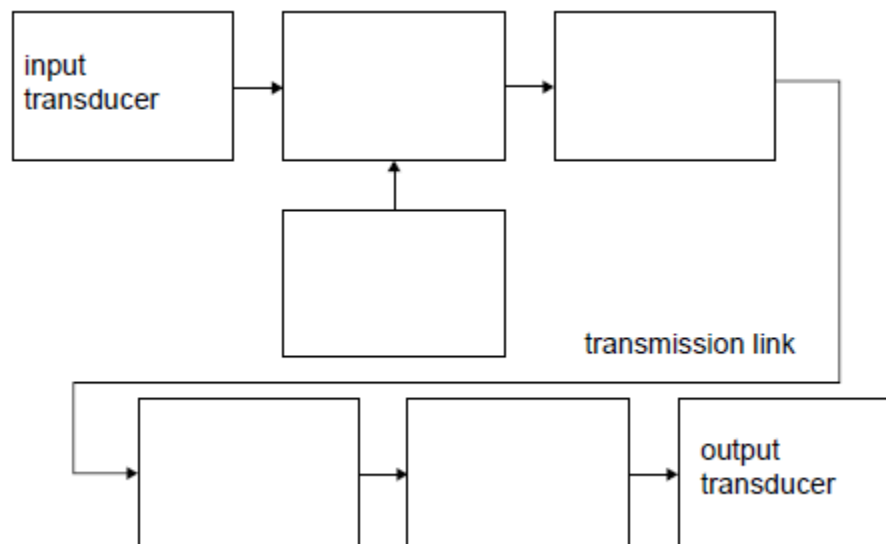 input
transducer
transmission link
output
transducer